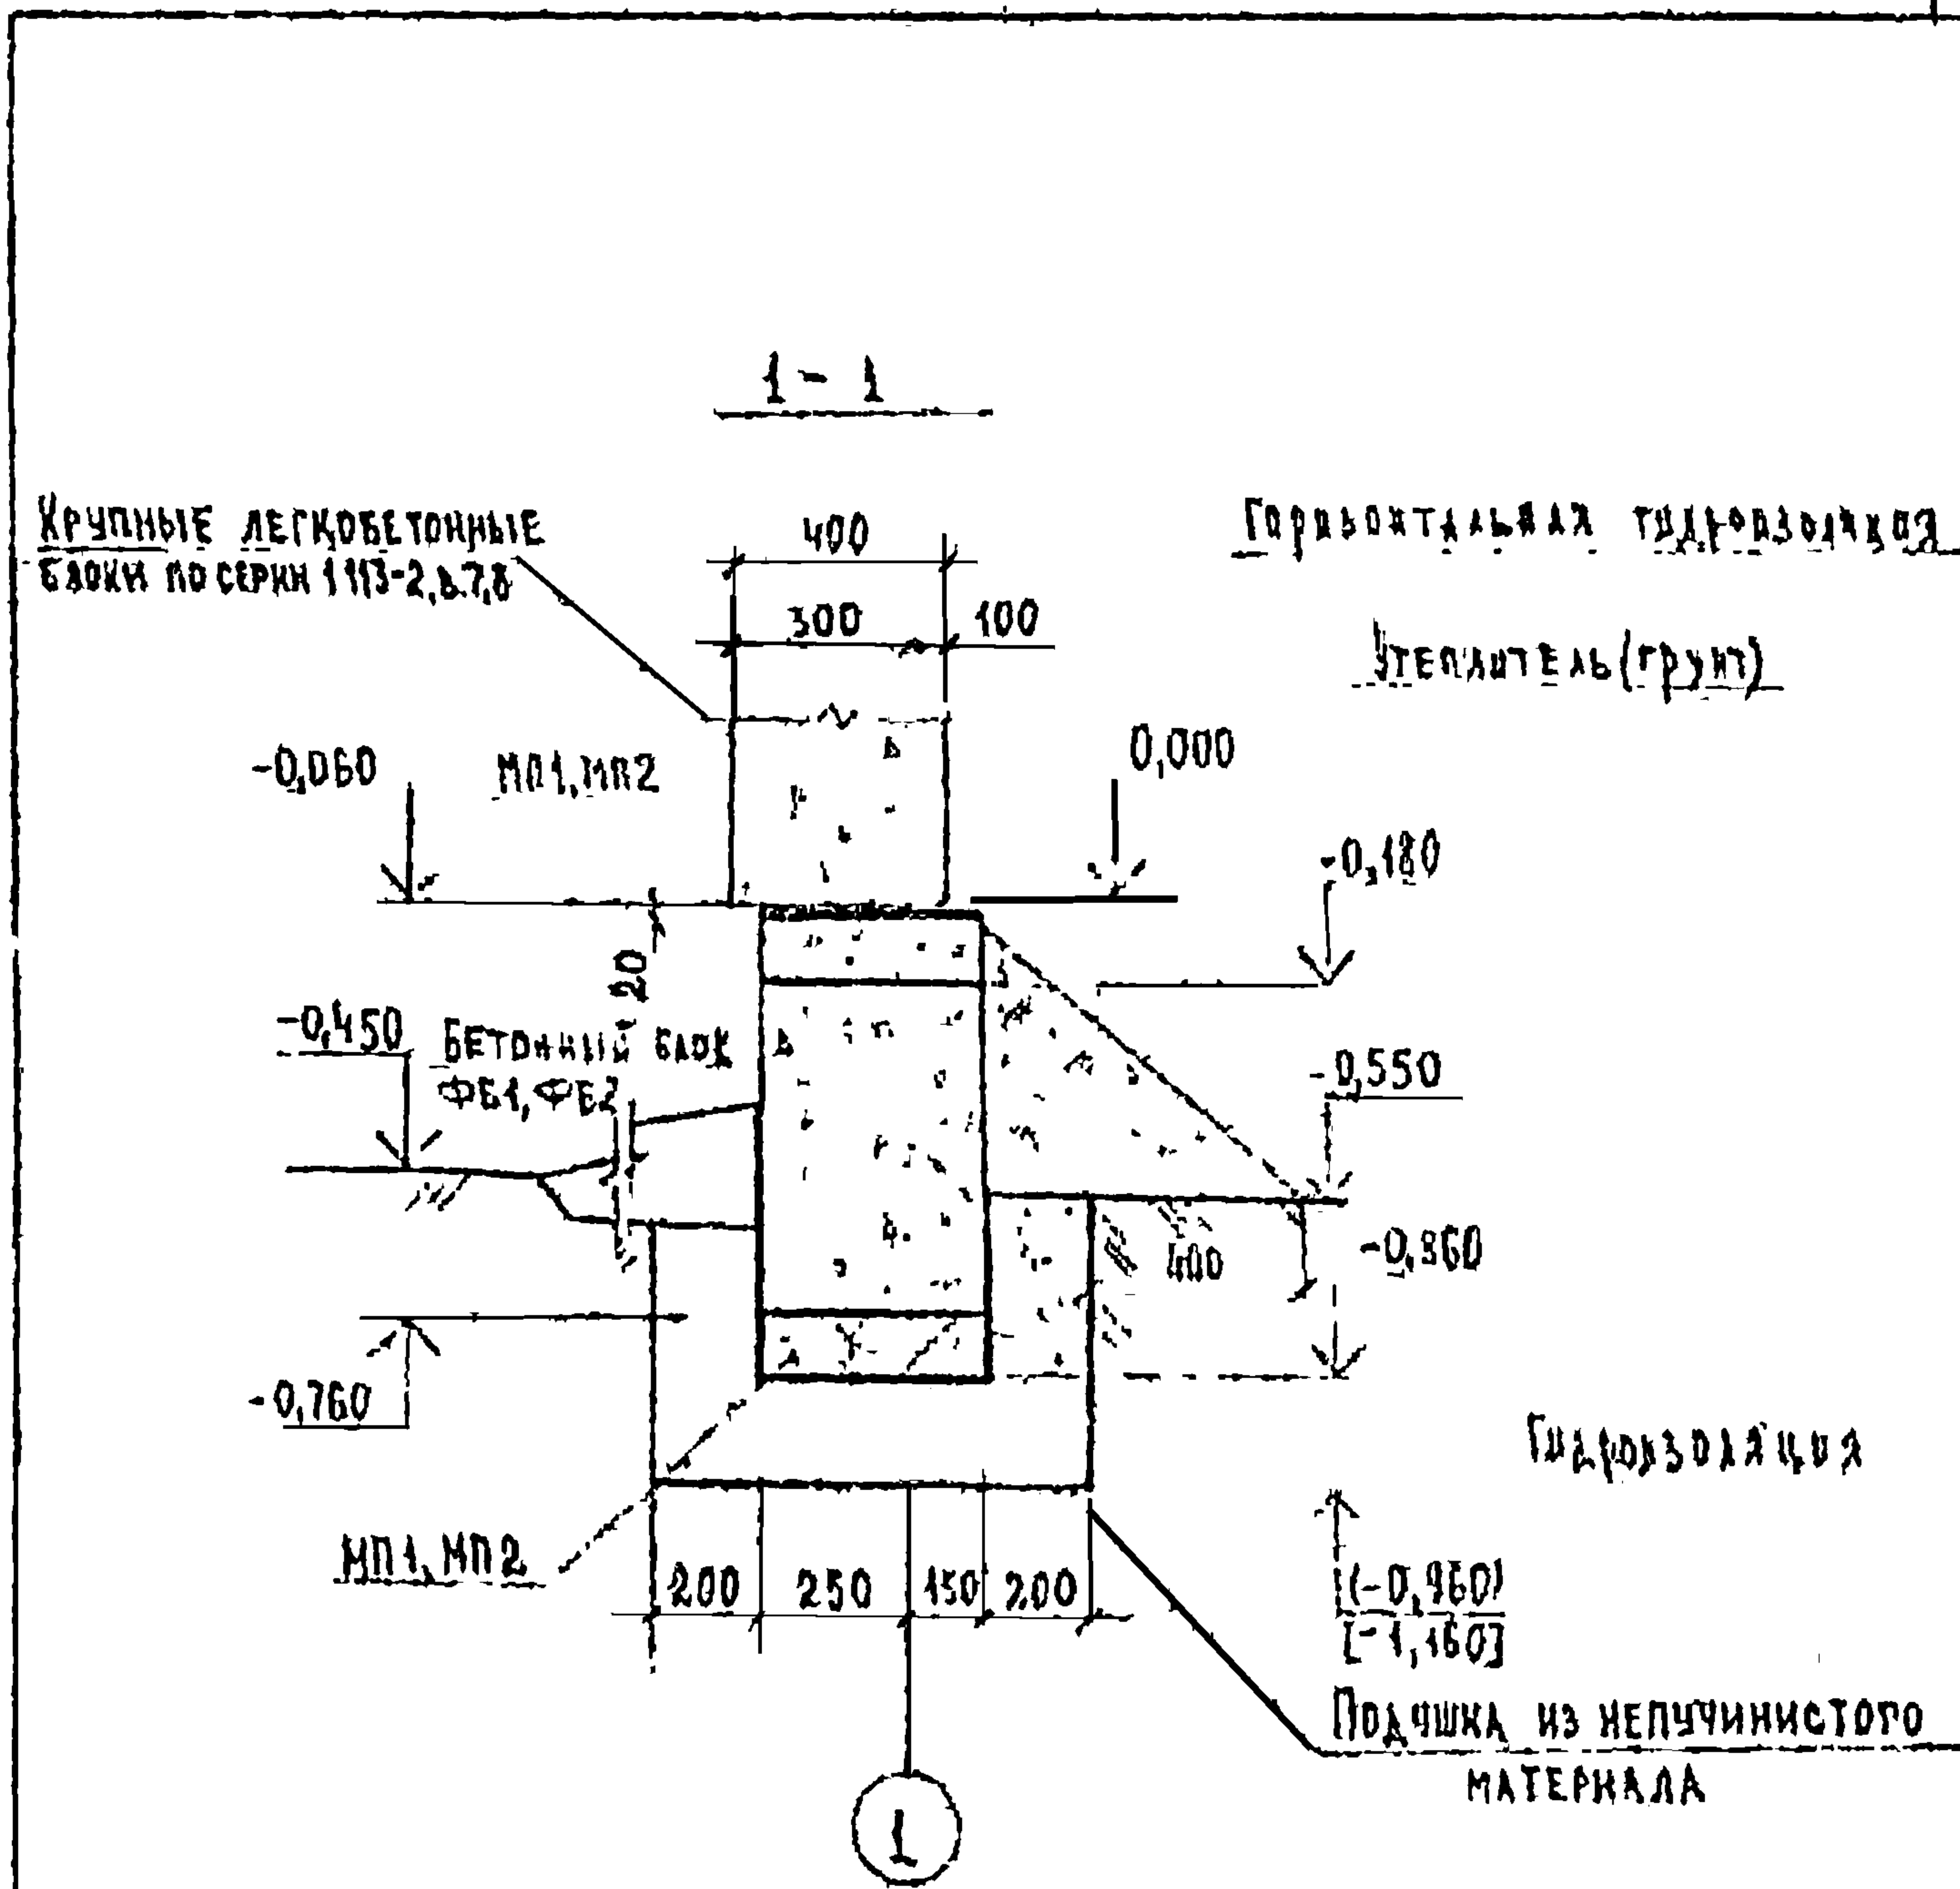 1-1
Крупные легкобетонные
блоки по серии 1113-2, в.7,8
400
Горизонтальная гидроизоляция
300
100
Утеплитель (грунт)
-0,060
МП1, МП2
0,000
-0,180
20
-0,450
Бетонный блок
ФБ1, ФБ2
-0,550
400
-0,960
-0,760
Гидроизоляция
МП1, МП2
200
250
150
200
(-0,960)
[-1,160]
Подушка из непучинистого
материала
1